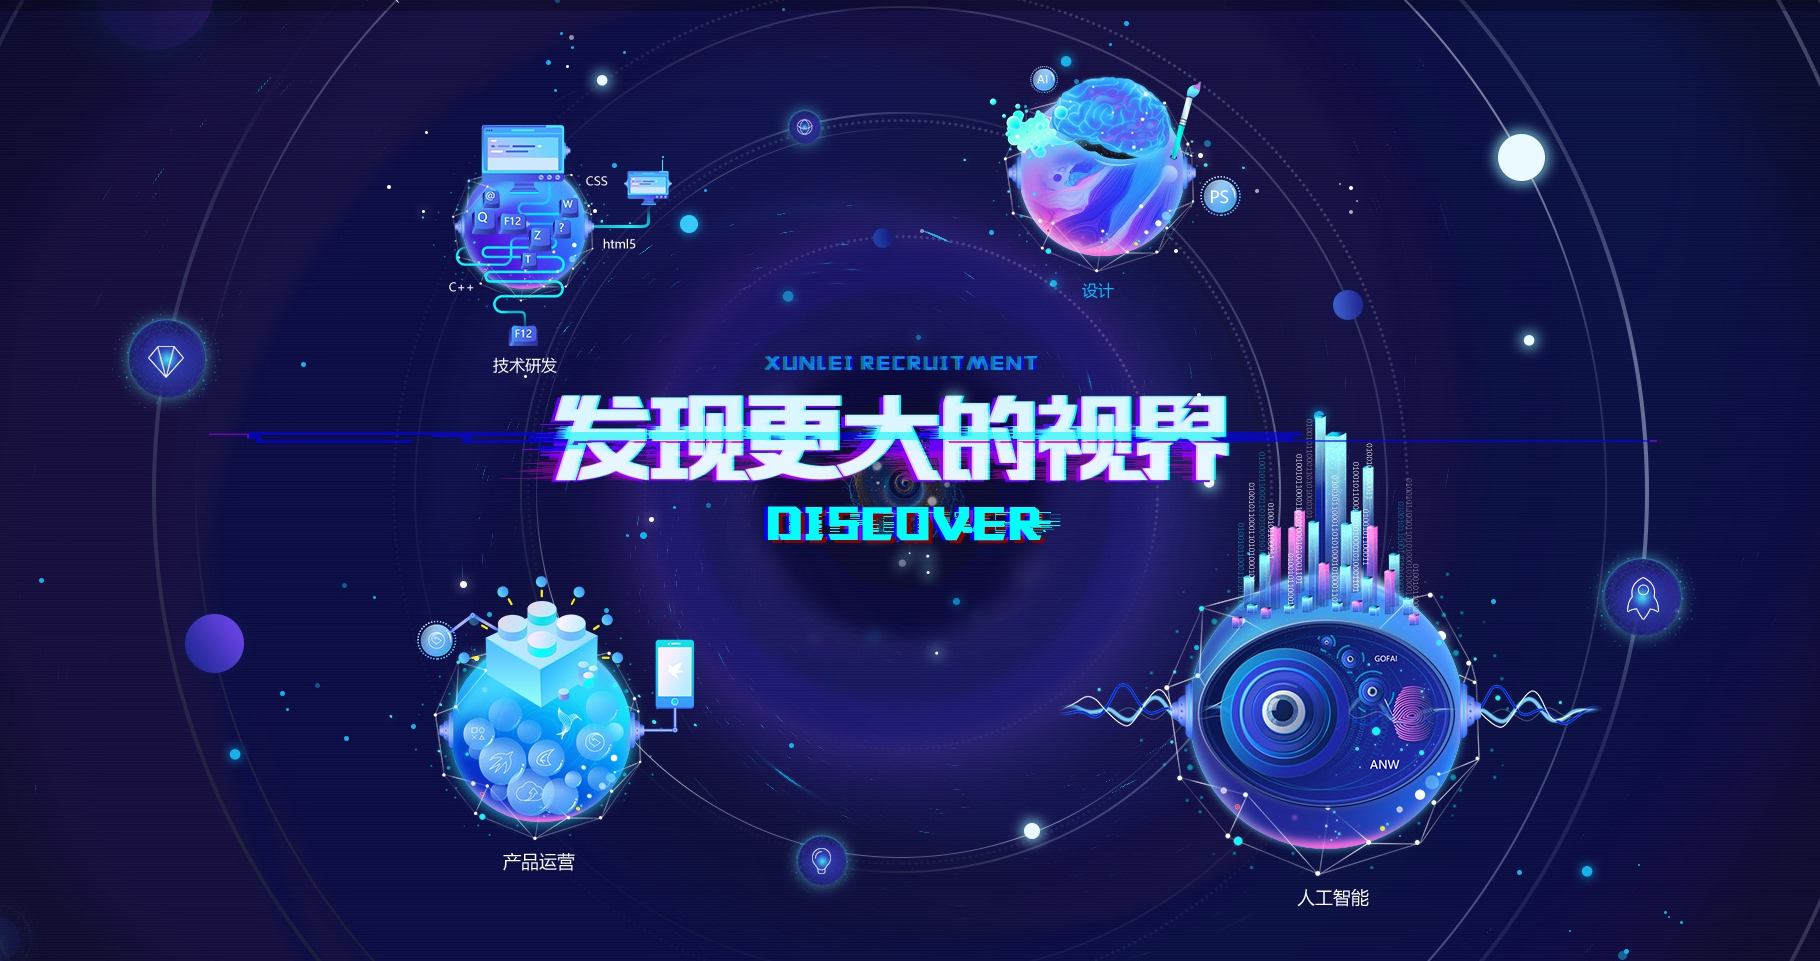 AI
CSS
@
W
Q
F12
?
Z
T
html5
C++
F12
技术研发
PS
设计
XUNLEI RECRUITMENT
发现更大的视界
DISCOVER
GOFAI
ANW
产品运营
人工智能